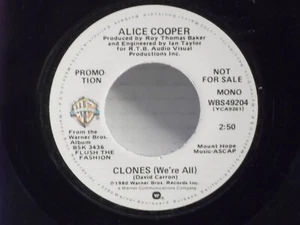 ALICE COOPER
Produced by Roy Thomas Baker
and Engineered by Ian Taylor
for R.T.B. Audio Visual
Productions Inc.
PROMO-
TION
NOT
FOR SALE
MONO
WBS49204
(YCA9261)
2:50
From the
Warner Bros.
Album
BSK 3436
FLUSH THE
FASHION
Mount Hope
Music-ASCAP
CLONES (We're All)
(David Carron)
© 1980 Warner Bros. Records Inc.